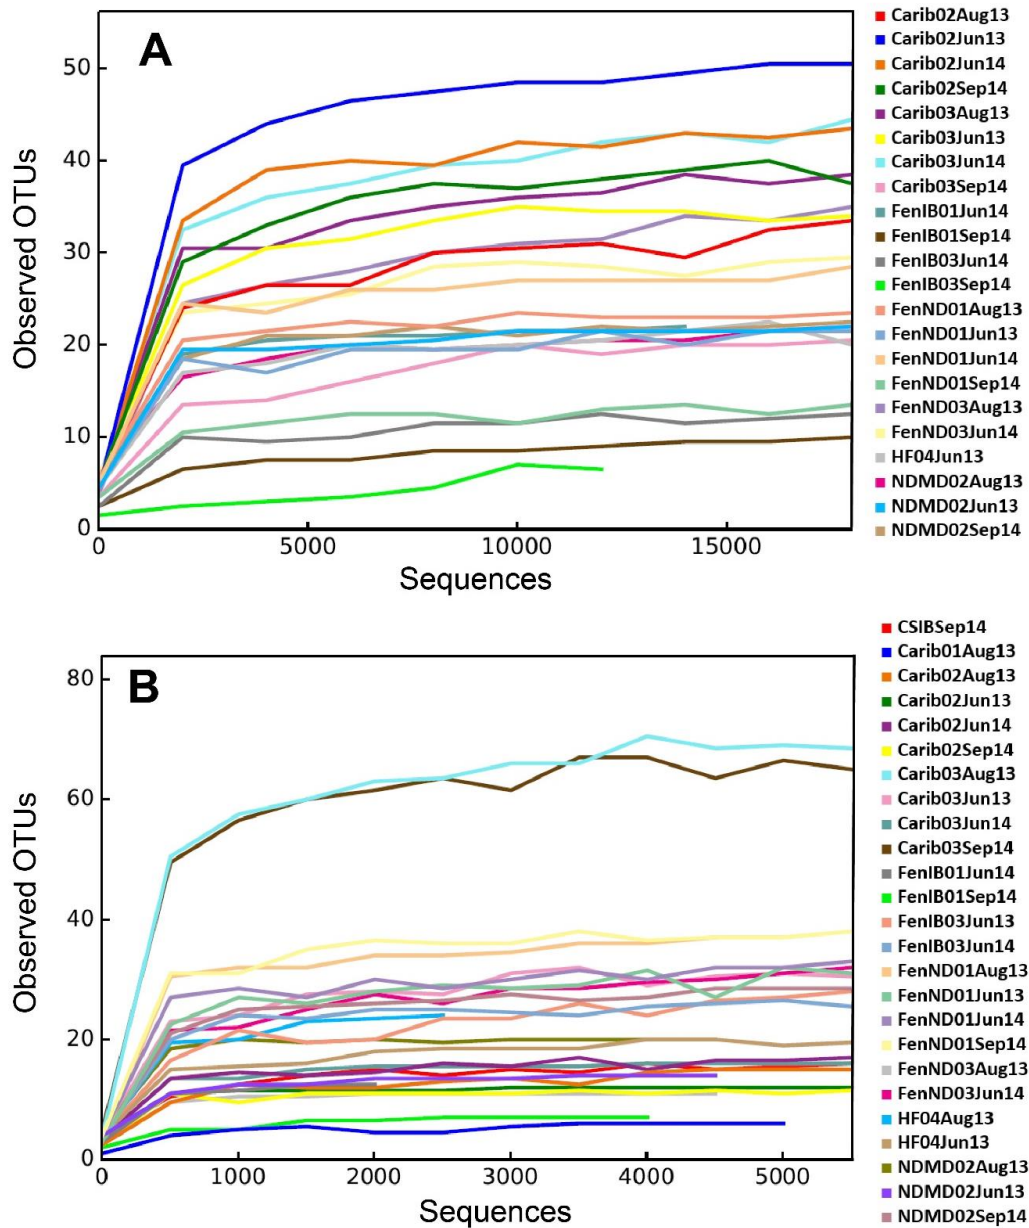 A
Observed OTUs
50
40
30
20
10
0
0 5000 10000 15000
Sequences
Carib02Aug13
Carib02Jun13
Carib02Jun14
Carib02Sep14
Carib03Aug13
Carib03Jun13
Carib03Jun14
Carib03Sep14
FenIB01Jun14
FenIB01Sep14
FenIB03Jun14
FenIB03Sep14
FenND01Aug13
FenND01Jun13
FenND01Jun14
FenND01Sep14
FenND03Aug13
FenND03Jun14
HF04Jun13
NDMD02Aug13
NDMD02Jun13
NDMD02Sep14
B
Observed OTUs
80
60
40
20
0
0 1000 2000 3000 4000 5000
Sequences
CSIBSep14
Carib01Aug13
Carib02Aug13
Carib02Jun13
Carib02Jun14
Carib02Sep14
Carib03Aug13
Carib03Jun13
Carib03Jun14
Carib03Sep14
FenIB01Jun14
FenIB01Sep14
FenIB03Jun13
FenIB03Jun14
FenND01Aug13
FenND01Jun13
FenND01Jun14
FenND01Sep14
FenND03Aug13
FenND03Jun14
HF04Aug13
HF04Jun13
NDMD02Aug13
NDMD02Jun13
NDMD02Sep14